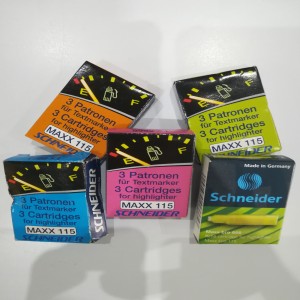 E F
3 Patronen
für Textmarker
3 Cartridges
for highlighter
MAXX 115
SCHNEIDER
E F
3 Patronen
für Textmarker
3 Cartridges
for highlighter
MAXX 115
SCHNEIDER
3 Patronen
für Textmarker
3 Cartridges
for highlighter
MAXX 115
SCHNEIDER
E F
3 Patronen
für Textmarker
3 Cartridges
for highlighter
MAXX 115
SCHNEIDER
Made in Germany
Schneider